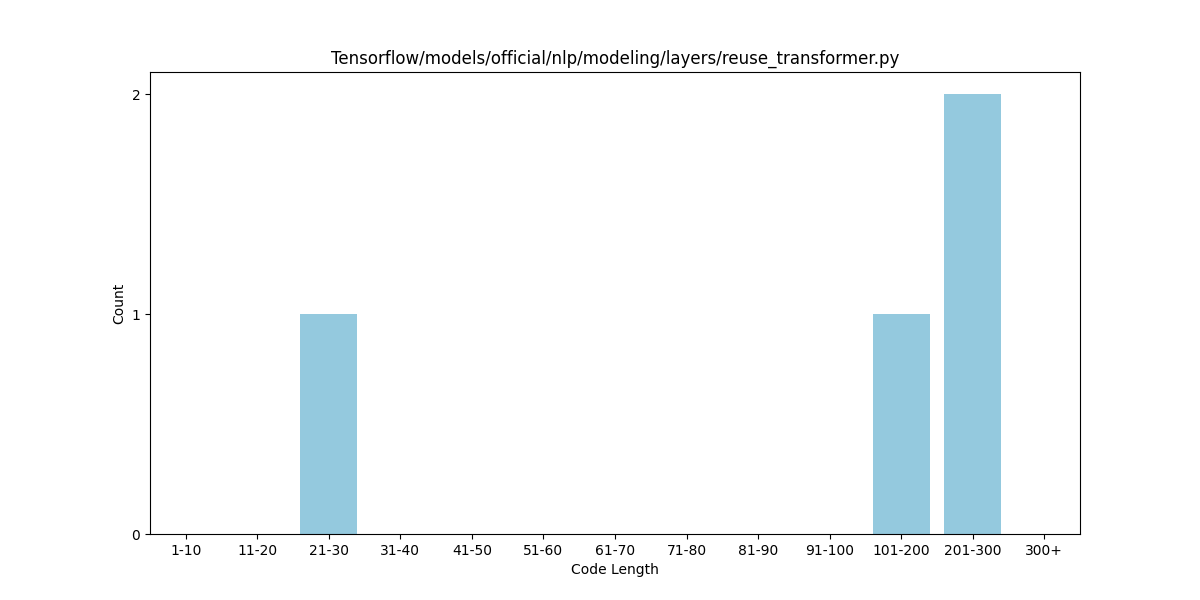 Tensorflow/models/official/nlp/modeling/layers/reuse_transformer.py
2
1
0
Count
1-10 11-20 21-30 31-40 41-50 51-60 61-70 71-80 81-90 91-100 101-200 201-300 300+
Code Length